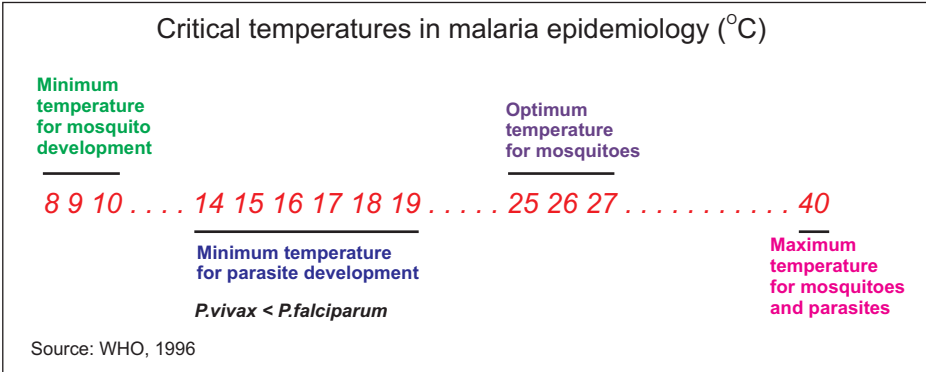 Critical temperatures in malaria epidemiology (°C)
Minimum
temperature
for mosquito
development
Optimum
temperature
for mosquitoes
8 9 10 . . . . 14 15 16 17 18 19 . . . . . 25 26 27 . . . . . . . . . . . 40
Minimum temperature
for parasite development
P.vivax < P.falciparum
Maximum
temperature
for mosquitoes
and parasites
Source: WHO, 1996